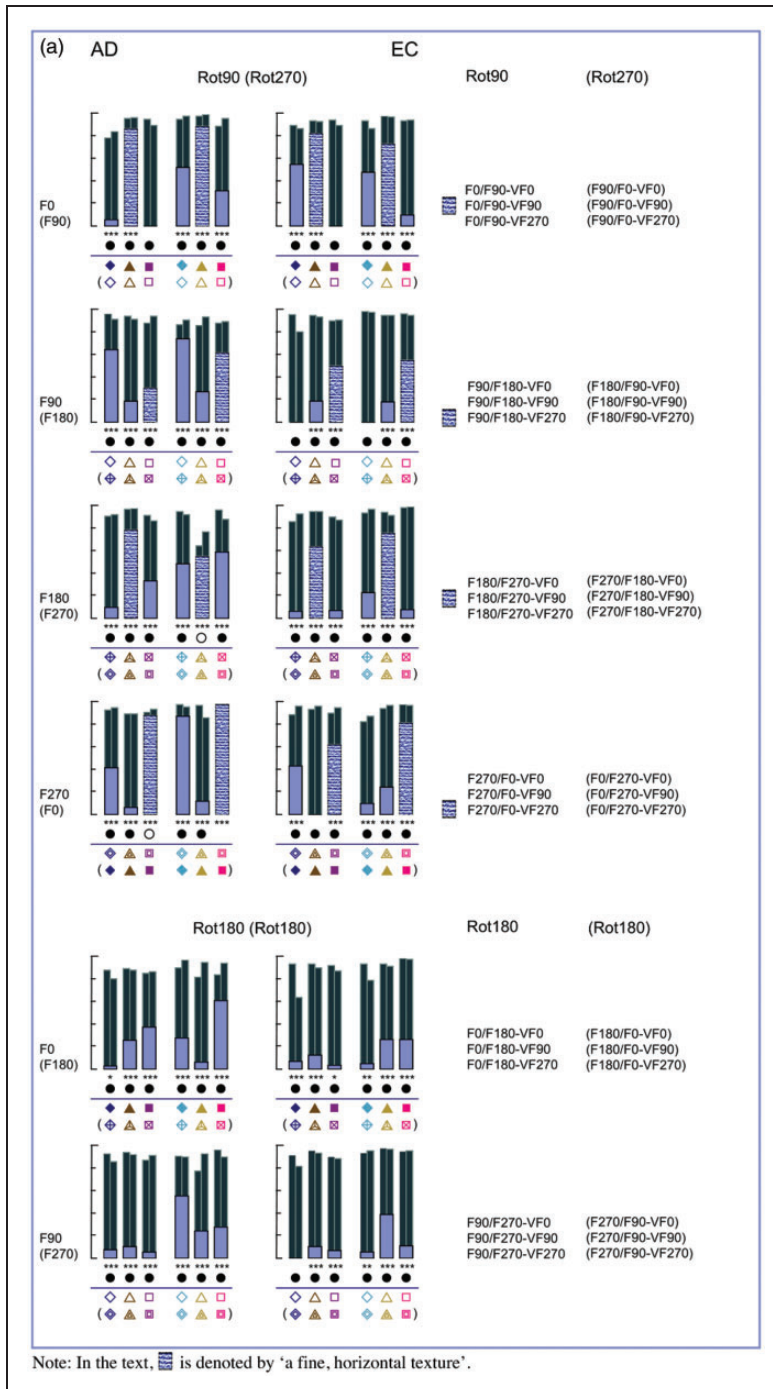 (a) AD EC
Rot90 (Rot270) Rot90 (Rot270)
F0
(F90)
F0/F90-VF0 (F90/F0-VF0)
F0/F90-VF90 (F90/F0-VF90)
F0/F90-VF270 (F90/F0-VF270)
*** *** *** *** *** *** *** ***
( ) ( )
F90
(F180)
F90/F180-VF0 (F180/F90-VF0)
F90/F180-VF90 (F180/F90-VF90)
F90/F180-VF270 (F180/F90-VF270)
*** *** *** *** *** *** *** *** *** ***
( ) ( )
F180
(F270)
F180/F270-VF0 (F270/F180-VF0)
F180/F270-VF90 (F270/F180-VF90)
F180/F270-VF270 (F270/F180-VF270)
*** *** *** *** *** *** *** *** *** *** *** ***
( ) ( )
F270
(F0)
F270/F0-VF0 (F0/F270-VF0)
F270/F0-VF90 (F0/F270-VF90)
F270/F0-VF270 (F0/F270-VF270)
*** *** *** *** *** *** *** *** *** *** ***
( ) ( )
Rot180 (Rot180) Rot180 (Rot180)
F0
(F180)
F0/F180-VF0 (F180/F0-VF0)
F0/F180-VF90 (F180/F0-VF90)
F0/F180-VF270 (F180/F0-VF270)
* *** *** *** *** *** *** *** * ** *** ***
( ) ( )
F90
(F270)
F90/F270-VF0 (F270/F90-VF0)
F90/F270-VF90 (F270/F90-VF90)
F90/F270-VF270 (F270/F90-VF270)
*** *** *** *** *** *** *** *** ** *** ***
( ) ( )
Note: In the text, is denoted by ‘a fine, horizontal texture’.